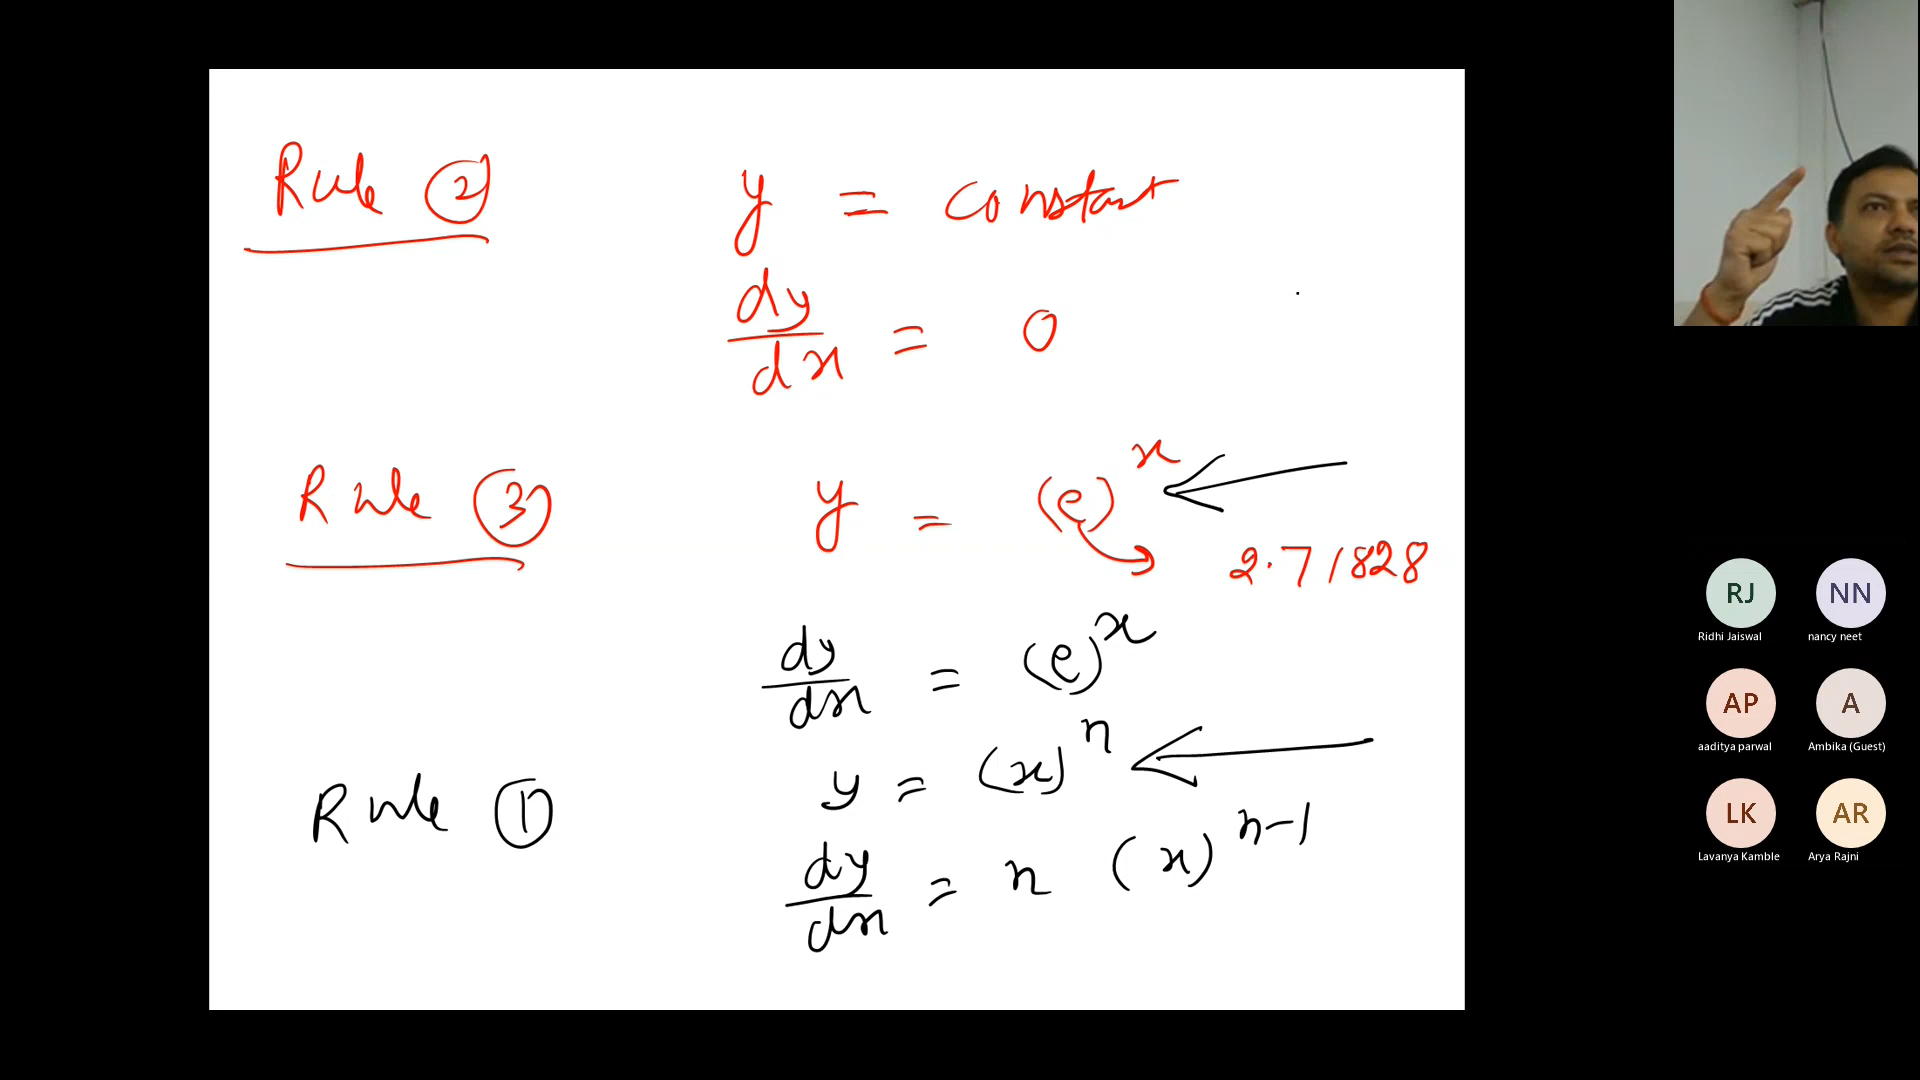 Rule ② y = constant
dy/dx = 0
Rule ③ y = (e)^x
2.71828
dy/dx = (e)^x
Rule ① y = (x)^n
dy/dx = n (x)^n-1
RJ NN
Ridhi Jaiswal nancy neet
AP A
aaditya parwal Ambika (Guest)
LK AR
Lavanya Kamble Arya Rajni